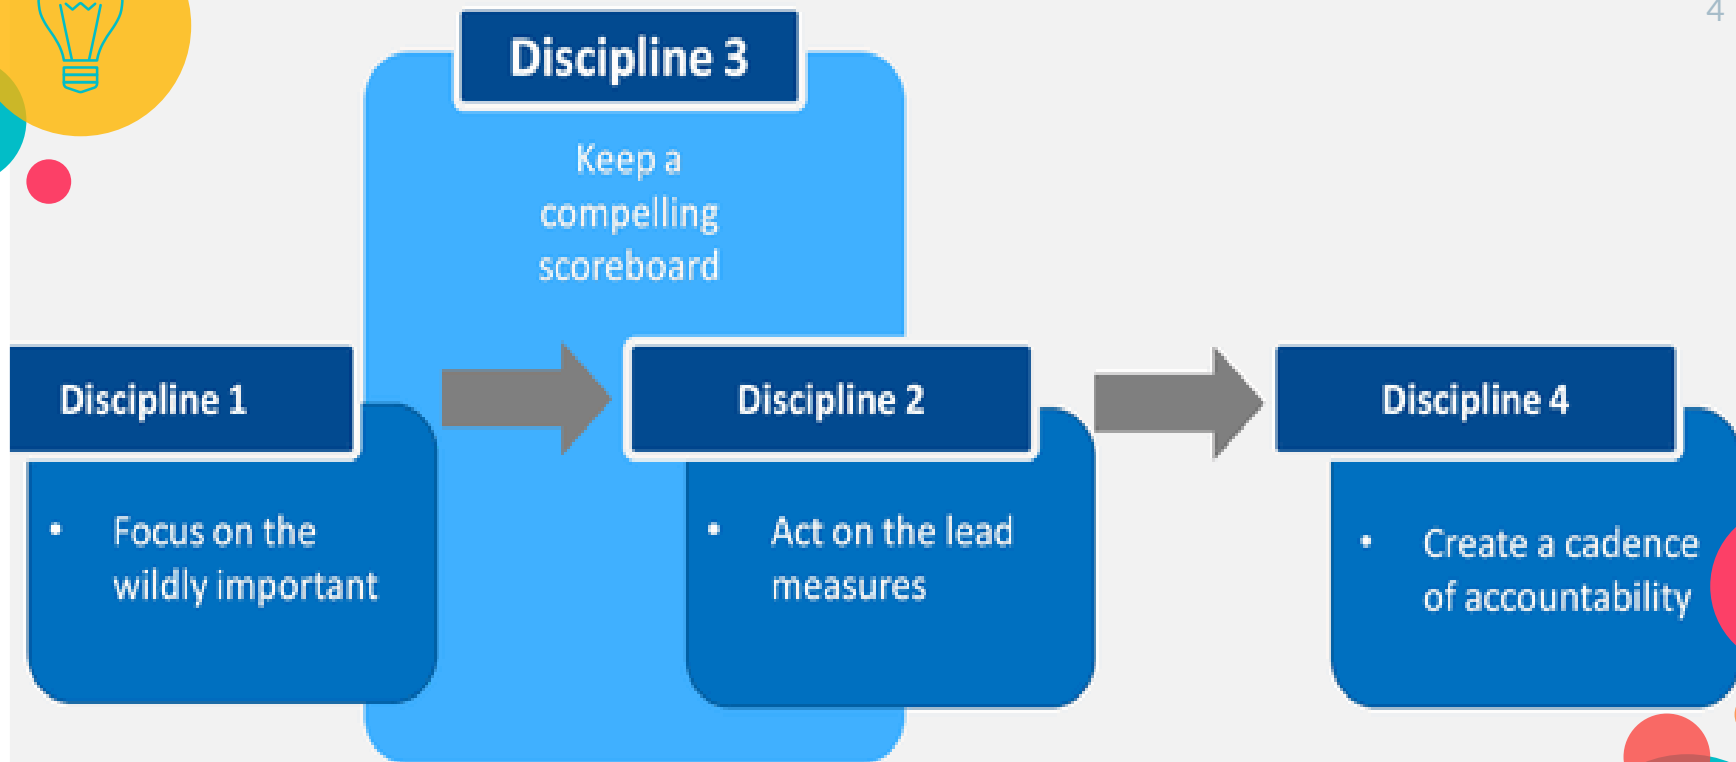 4
Discipline 3
Keep a
compelling
scoreboard
Discipline 1
• Focus on the
wildly important
Discipline 2
• Act on the lead
measures
Discipline 4
• Create a cadence
of accountability